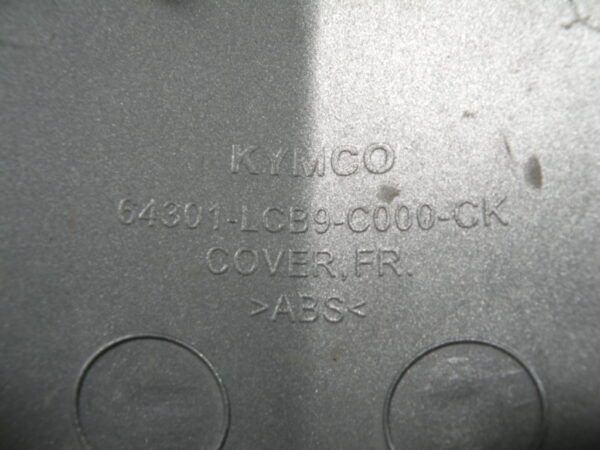 KYMCO
64301-LCB9-C000-CK
COVER, FR.
>ABS<